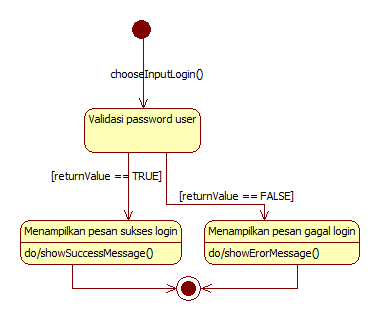 chooseInputLogin()
Validasi password user
[returnValue == TRUE]
[returnValue == FALSE]
Menampilkan pesan sukses login
do/showSuccessMessage()
Menampilkan pesan gagal login
do/showErorMessage()